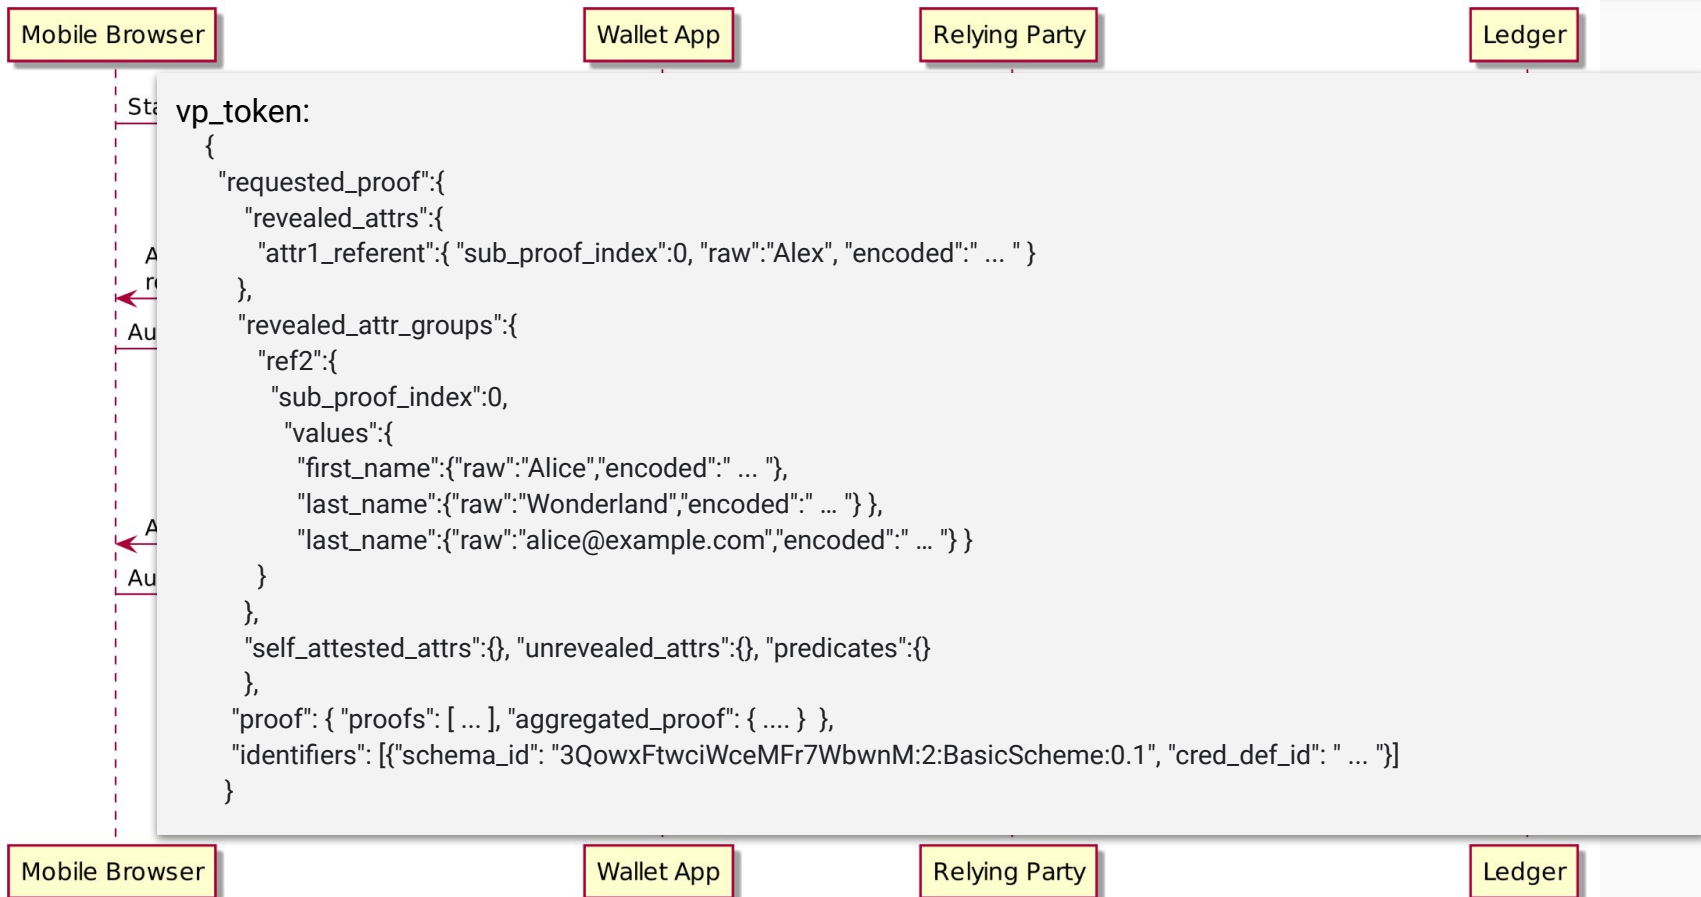 Mobile Browser Wallet App Relying Party Ledger
vp_token:
{
"requested_proof":{
"revealed_attrs":{
"attr1_referent":{ "sub_proof_index":0, "raw":"Alex", "encoded":" ... " }
},
"revealed_attr_groups":{
"ref2":{
"sub_proof_index":0,
"values":{
"first_name":{"raw":"Alice","encoded":" ... "},
"last_name":{"raw":"Wonderland","encoded":" ... "} },
"last_name":{"raw":"alice@example.com","encoded":" ... "} }
}
},
"self_attested_attrs":{}, "unrevealed_attrs":{}, "predicates":{}
},
"proof": { "proofs": [ ... ], "aggregated_proof": { .... } },
"identifiers": [{"schema_id": "3QowxFtwciWceMFr7WbwnM:2:BasicScheme:0.1", "cred_def_id": " ... "}]
}
Mobile Browser Wallet App Relying Party Ledger